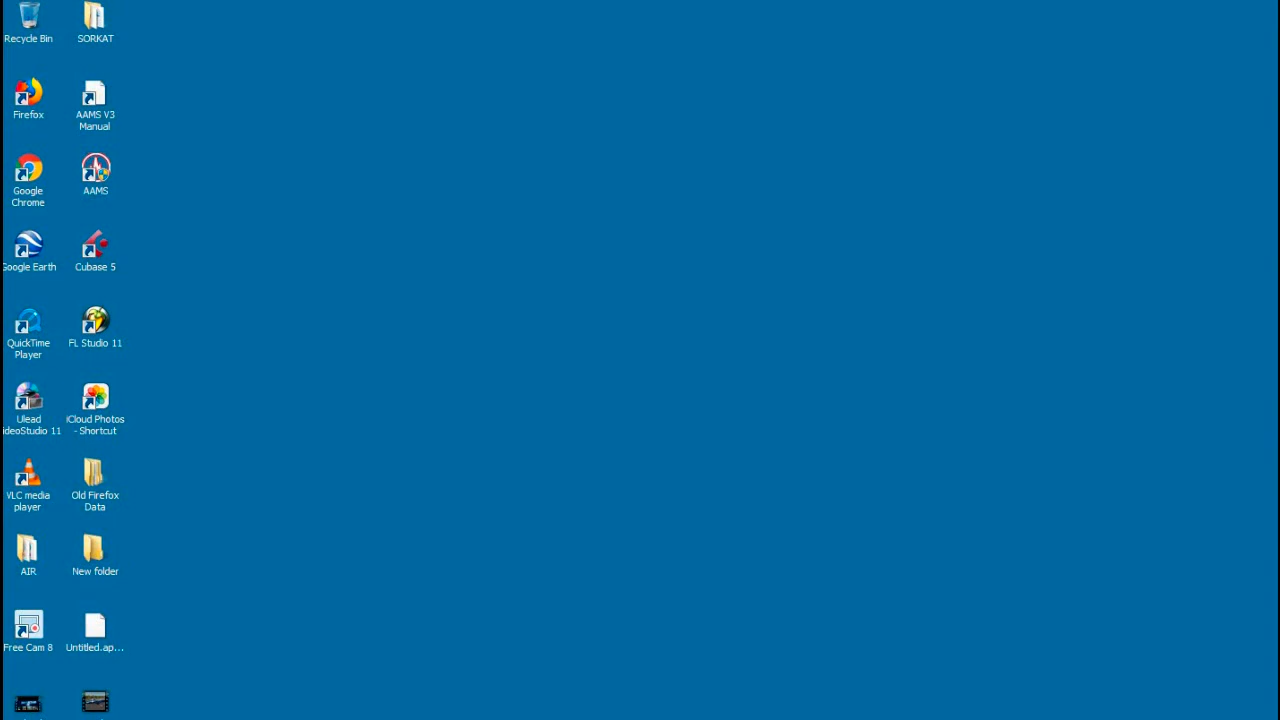 Recycle Bin
SORKAT
Firefox
AAMS V3
Manual
Google
Chrome
AAMS
Google Earth
Cubase 5
QuickTime
Player
FL Studio 11
Ulead
ideoStudio 11
iCloud Photos
- Shortcut
VLC media
player
Old Firefox
Data
AIR
New folder
Free Cam 8
Untitled.ap...